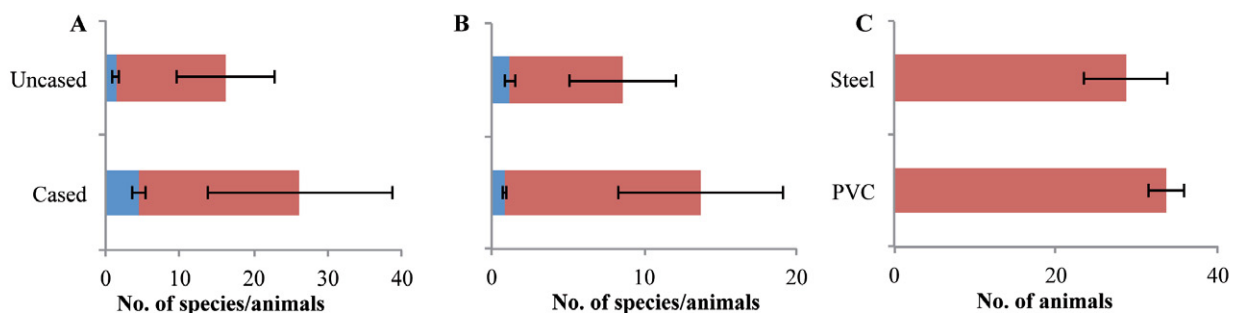 A
Uncased
Cased
0 10 20 30 40
No. of species/animals
B
0 10 20
No. of species/animals
C
Steel
PVC
0 20 40
No. of animals